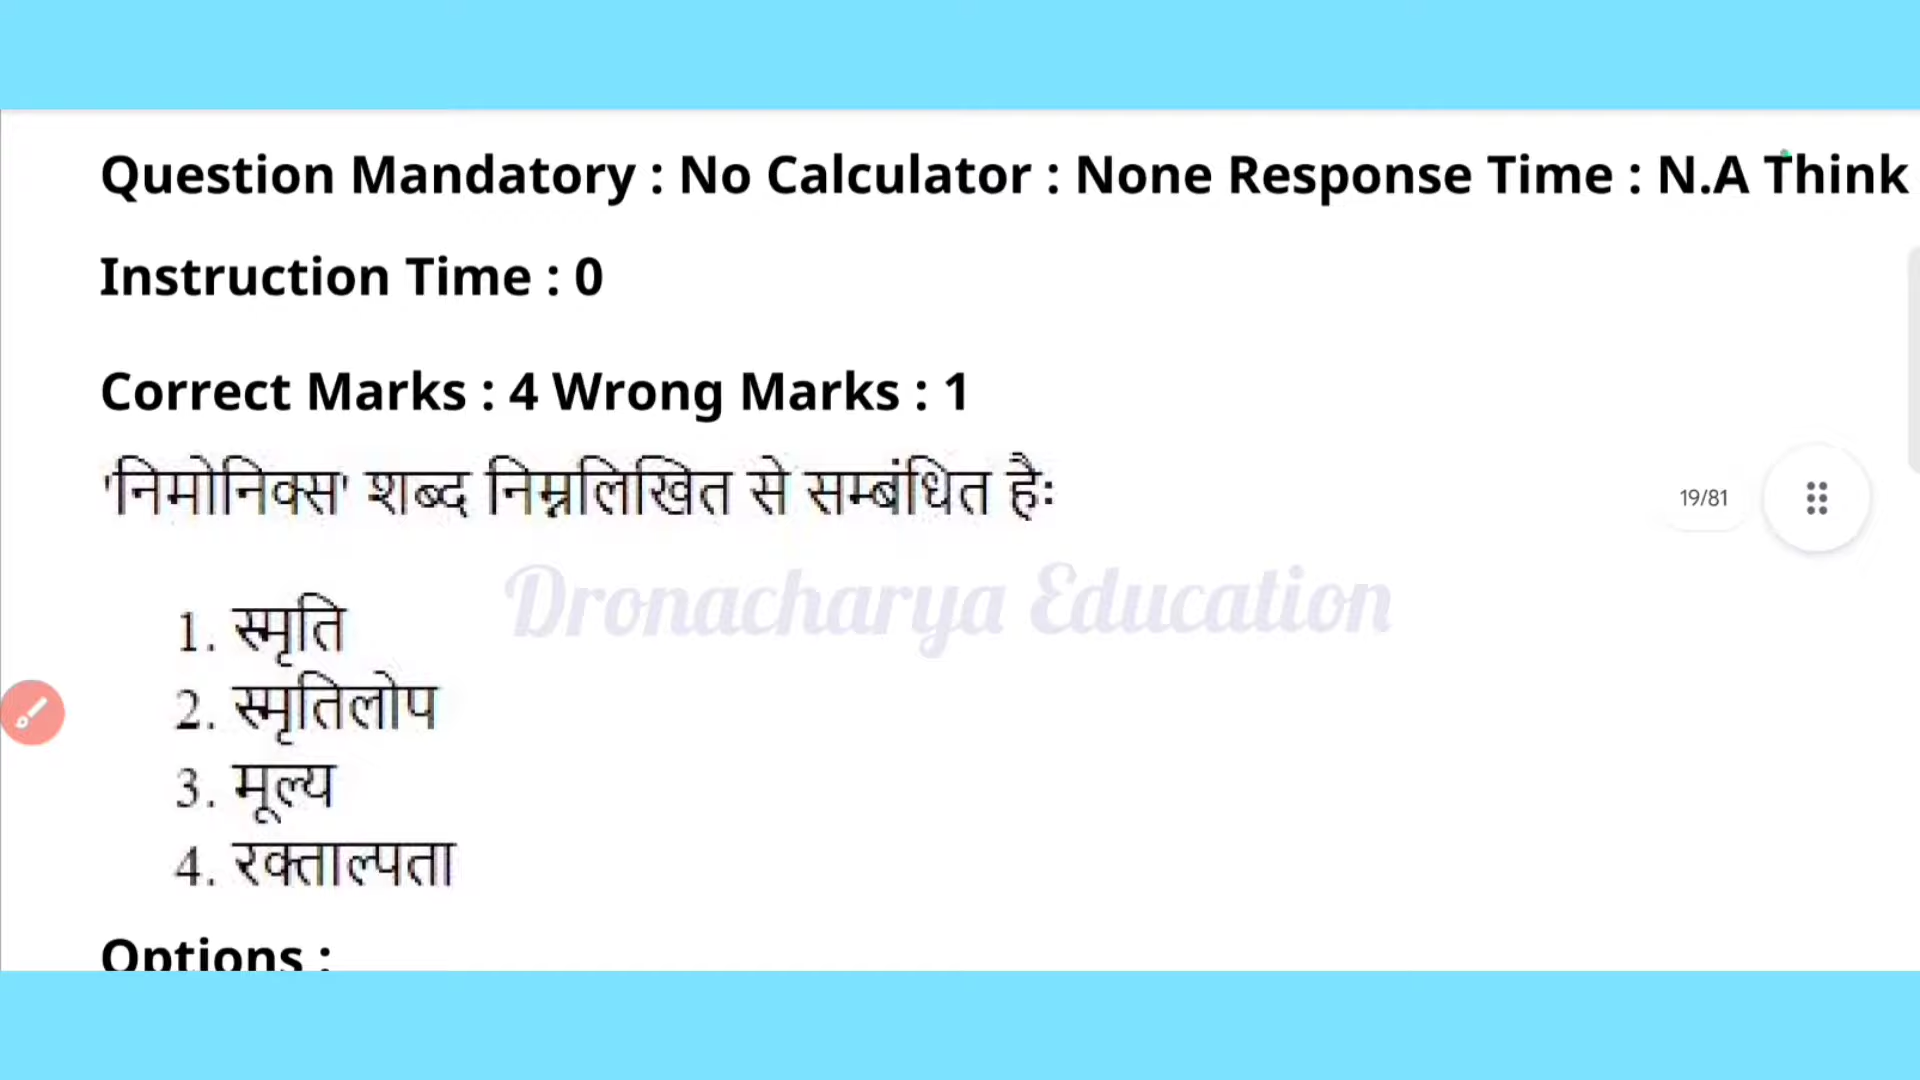 Question Mandatory : No Calculator : None Response Time : N.A Think
Instruction Time : 0
Correct Marks : 4 Wrong Marks : 1
'निमोनिक्स' शब्द निम्नलिखित से सम्बंधित हैः
19/81
Dronacharya Education
1. स्मृति
2. स्मृतिलोप
3. मूल्य
4. रक्ताल्पता
Options :